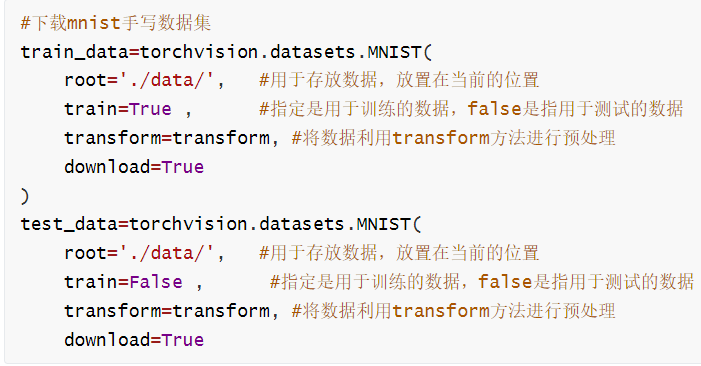 #下载mnist手写数据集
train_data=torchvision.datasets.MNIST(
    root='./data/',   #用于存放数据，放置在当前的位置
    train=True ,      #指定是用于训练的数据，false是指用于测试的数据
    transform=transform, #将数据利用transform方法进行预处理
    download=True
)
test_data=torchvision.datasets.MNIST(
    root='./data/',   #用于存放数据，放置在当前的位置
    train=False ,      #指定是用于训练的数据，false是指用于测试的数据
    transform=transform, #将数据利用transform方法进行预处理
    download=True